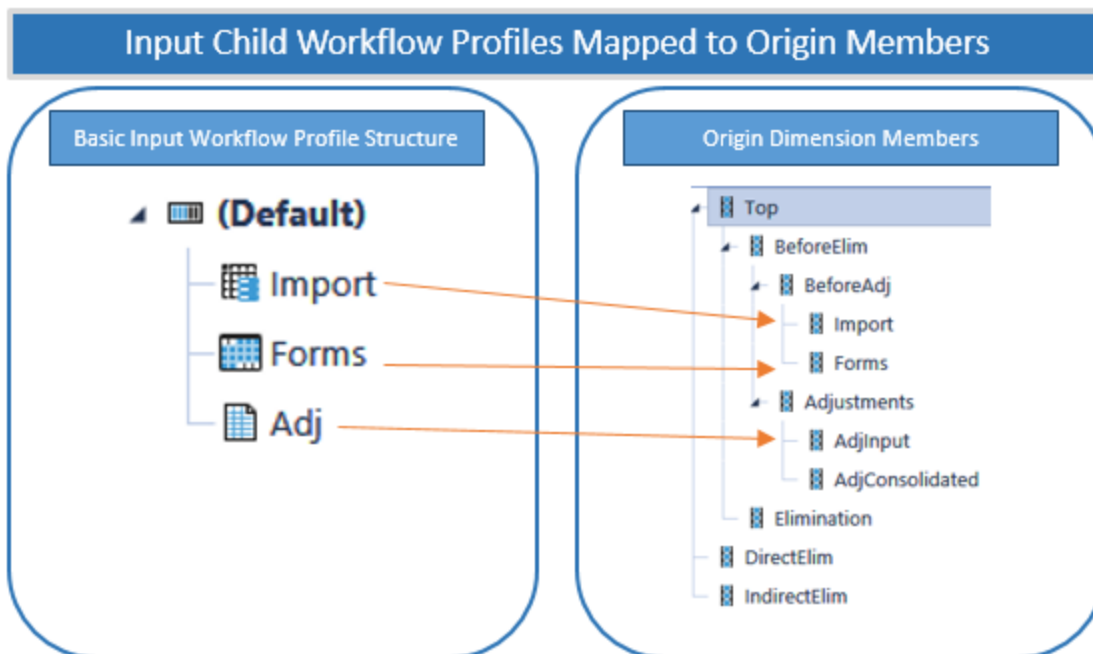 Input Child Workflow Profiles Mapped to Origin Members
Basic Input Workflow Profile Structure
(Default)
Import
Forms
Adj
Origin Dimension Members
Top
BeforeElim
BeforeAdj
Import
Forms
Adjustments
AdjInput
AdjConsolidated
Elimination
DirectElim
IndirectElim